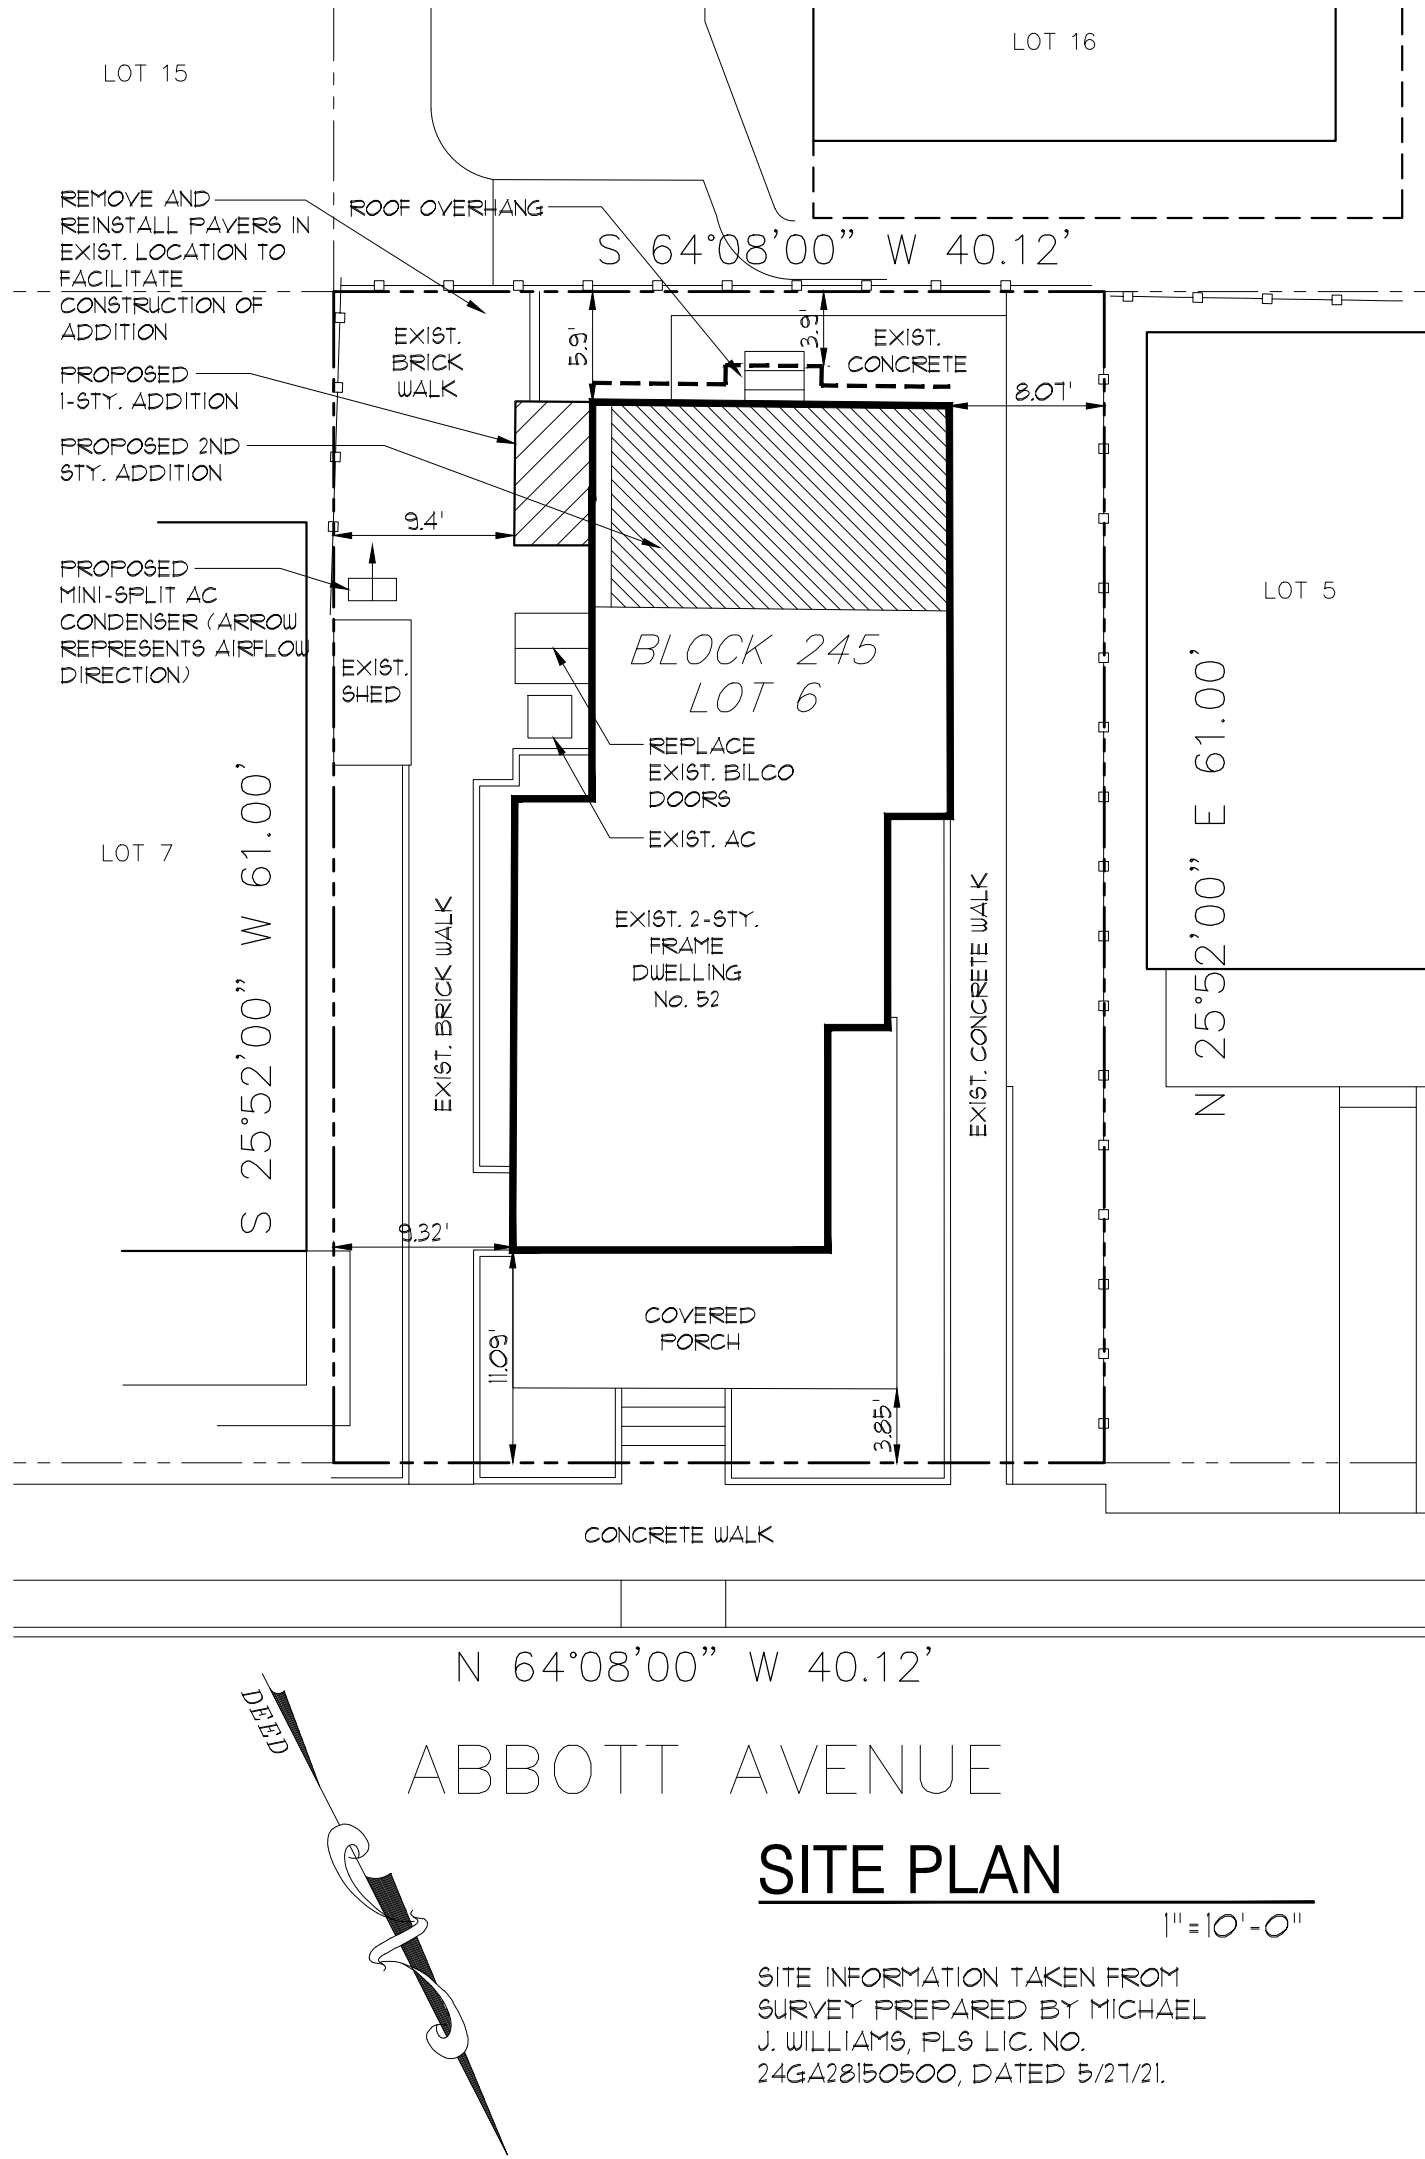 LOT 15
LOT 16
REMOVE AND
REINSTALL PAVERS IN
EXIST. LOCATION TO
FACILITATE
CONSTRUCTION OF
ADDITION
ROOF OVERHANG
S 64°08'00" W 40.12'
EXIST.
BRICK
WALK
5.9'
3.9'
EXIST.
CONCRETE
PROPOSED
1-STY. ADDITION
8.07'
PROPOSED 2ND
STY. ADDITION
9.4'
PROPOSED
MINI-SPLIT AC
CONDENSER (ARROW
REPRESENTS AIRFLOW
DIRECTION)
EXIST.
SHED
BLOCK 245
LOT 6
LOT 5
REPLACE
EXIST. BILCO
DOORS
EXIST. AC
LOT 7
S 25°52'00" W 61.00'
EXIST. BRICK WALK
EXIST. 2-STY.
FRAME
DWELLING
No. 52
EXIST. CONCRETE WALK
N 25°52'00" E 61.00'
9.32'
11.09'
COVERED
PORCH
3.85'
CONCRETE WALK
N 64°08'00" W 40.12'
DEED
ABBOTT AVENUE
SITE PLAN
1"=10'-0"
SITE INFORMATION TAKEN FROM
SURVEY PREPARED BY MICHAEL
J. WILLIAMS, PLS LIC. NO.
24GA28150500, DATED 5/27/21.